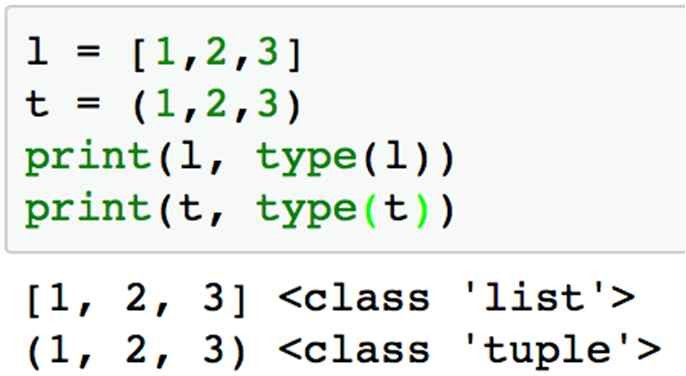 l = [1,2,3]
t = (1,2,3)
print(l, type(l))
print(t, type(t))
[1, 2, 3] <class 'list'>
(1, 2, 3) <class 'tuple'>